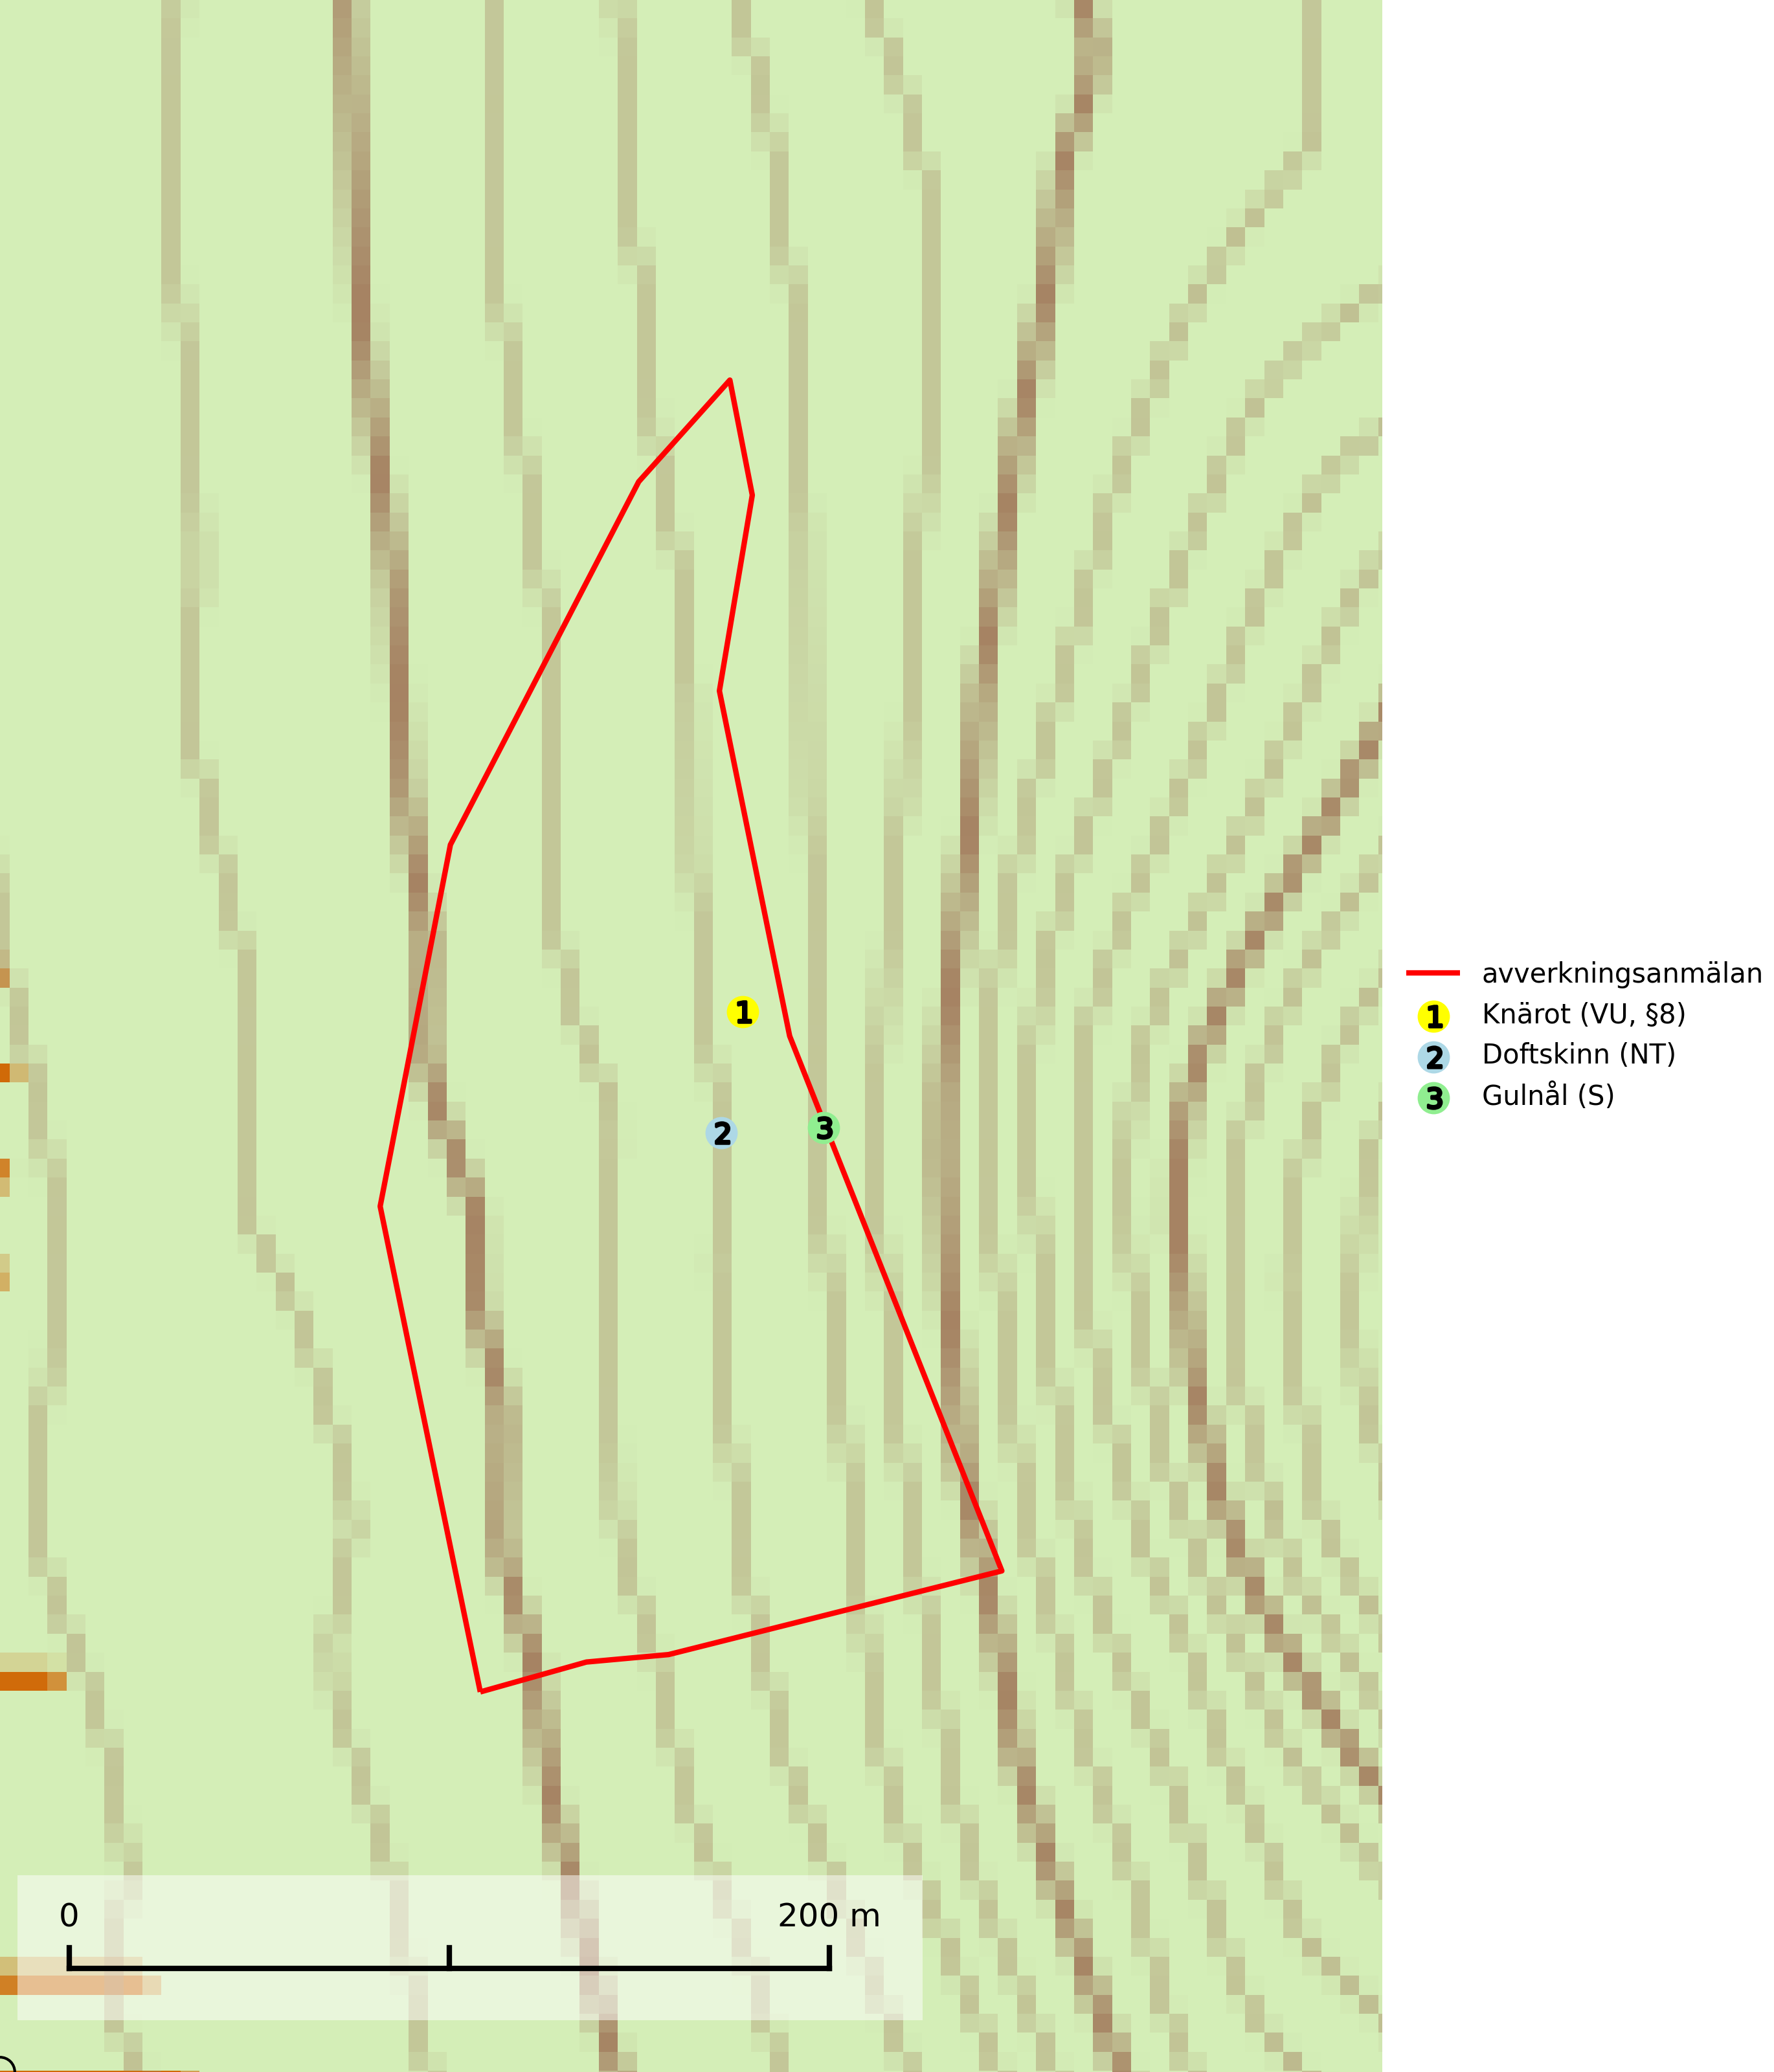 1
2
3
avverkningsanmälan
1 Knärot (VU, §8)
2 Doftskinn (NT)
3 Gulnål (S)
0 200 m